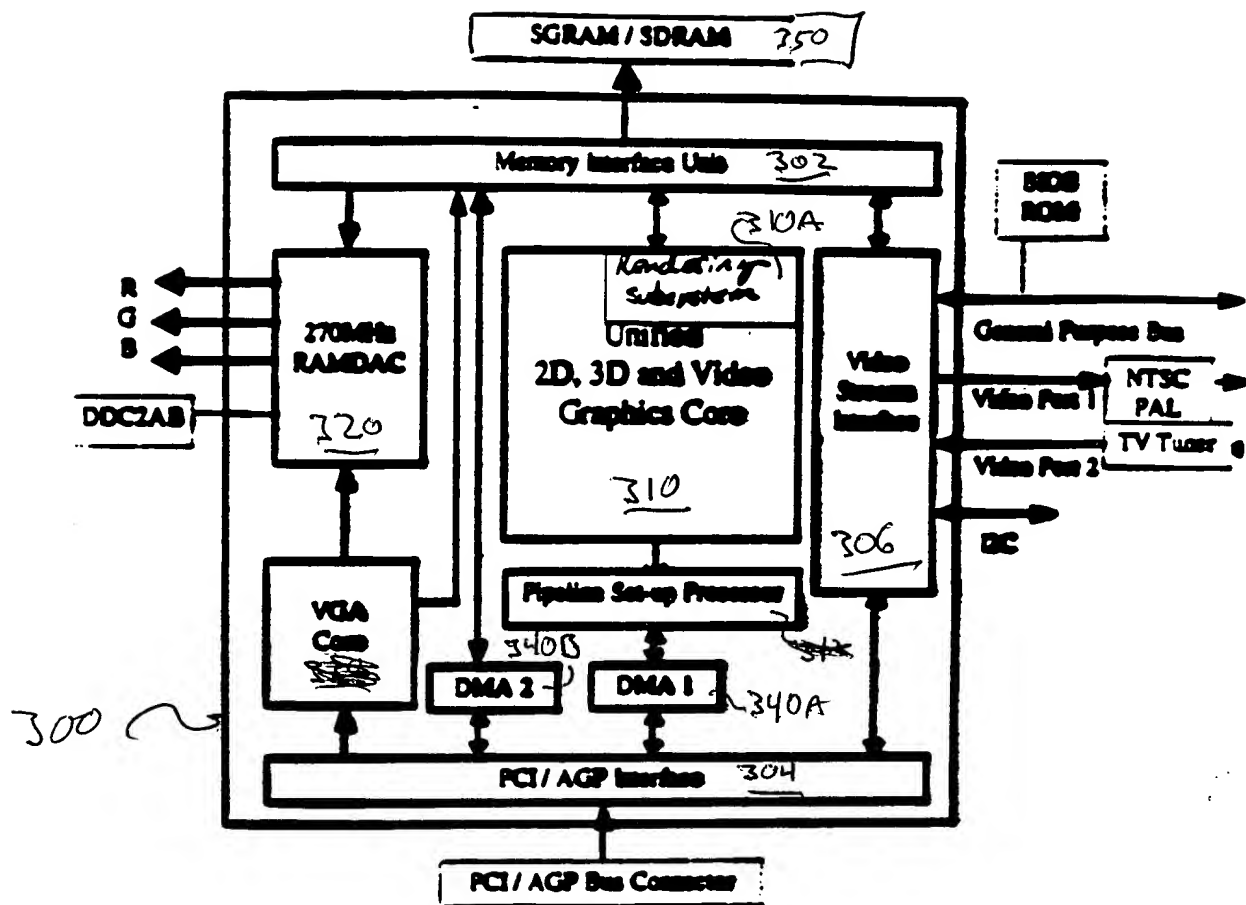 SGRAM / SDRAM 350
Memory Interface Unit 302
BIOS
ROM
310A
Rendering
Subsystem
R
G
B
270MHz
RAMDAC
320
DDC2AB
Unified
2D, 3D and Video
Graphics Core
310
Video
Stream
Interface
306
General Purpose Bus
Video Port 1
NTSC
PAL
TV Tuner
Video Port 2
I2C
VGA
Core
Pipeline Set-up Processor
340B
DMA 2
DMA 1
340A
300
PCI / AGP Interface 304
PCI / AGP Bus Connector